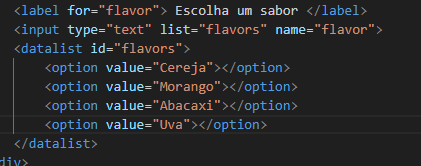 <label for="flavor"> Escolha um sabor </label>
<input type="text" list="flavors" name="flavor">
<datalist id="flavors">
<option value="Cereja"></option>
<option value="Morango"></option>
<option value="Abacaxi"></option>
<option value="Uva"></option>
</datalist>
div>